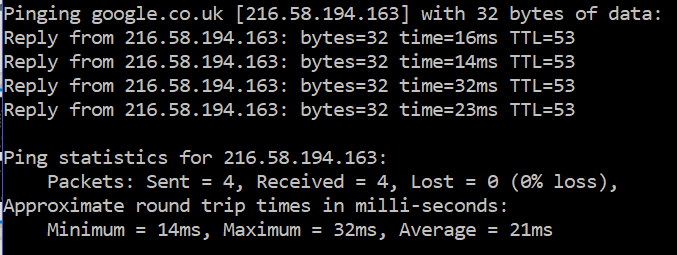 Pinging google.co.uk [216.58.194.163] with 32 bytes of data:
Reply from 216.58.194.163: bytes=32 time=16ms TTL=53
Reply from 216.58.194.163: bytes=32 time=14ms TTL=53
Reply from 216.58.194.163: bytes=32 time=32ms TTL=53
Reply from 216.58.194.163: bytes=32 time=23ms TTL=53
Ping statistics for 216.58.194.163:
Packets: Sent = 4, Received = 4, Lost = 0 (0% loss),
Approximate round trip times in milli-seconds:
Minimum = 14ms, Maximum = 32ms, Average = 21ms